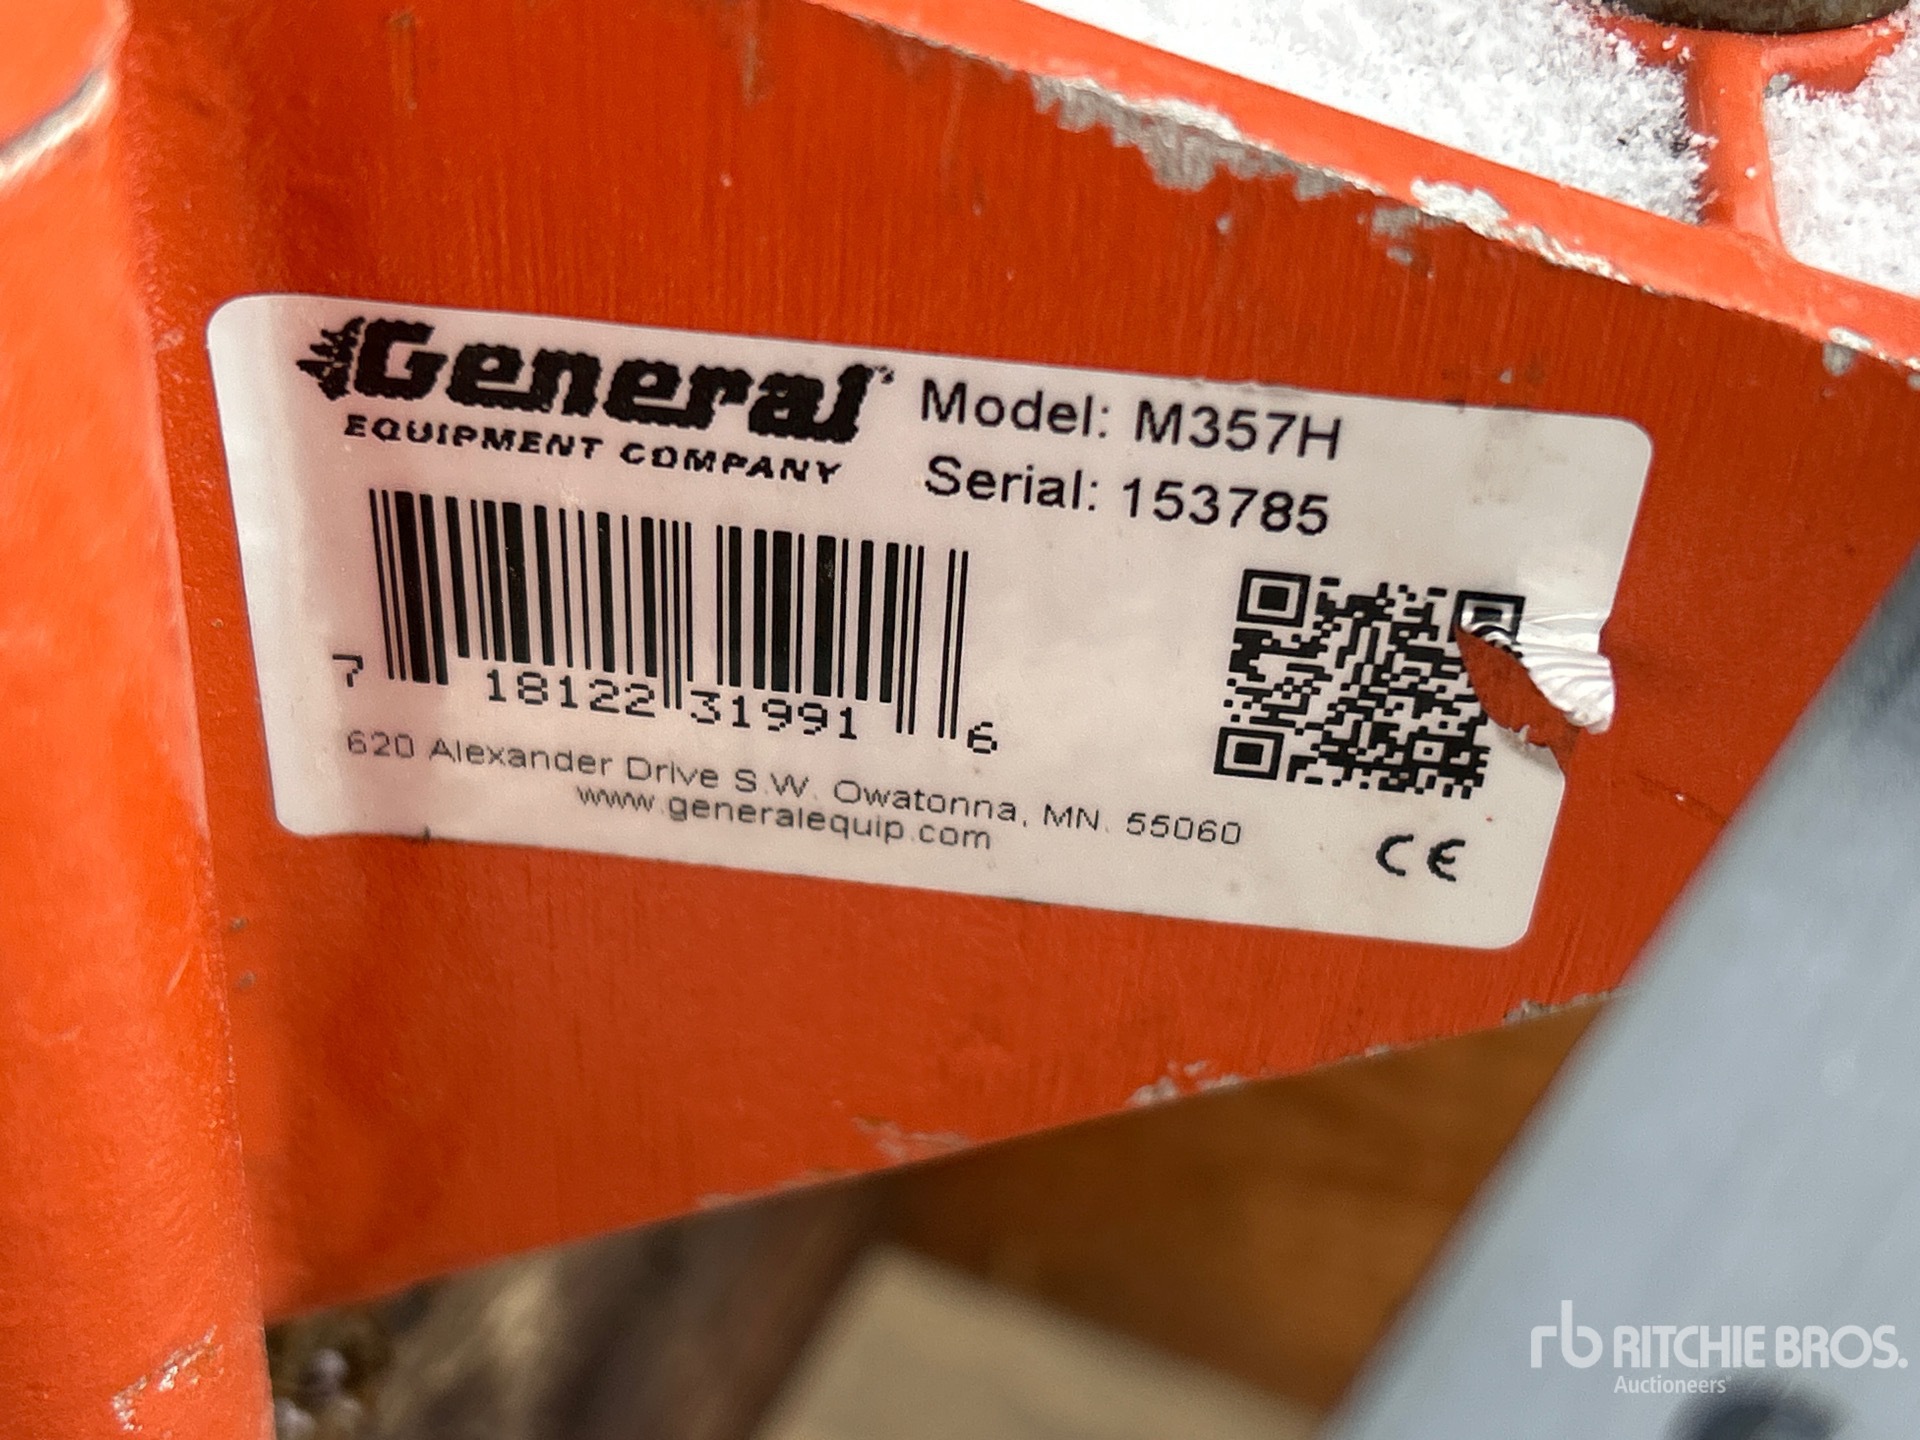 General
EQUIPMENT COMPANY
Model: M357H
Serial: 153785
7 18122 31991 6
620 Alexander Drive S.W. Owatonna, MN. 55060
www.generalequip.com
CE
rb RITCHIE BROS.
Auctioneers